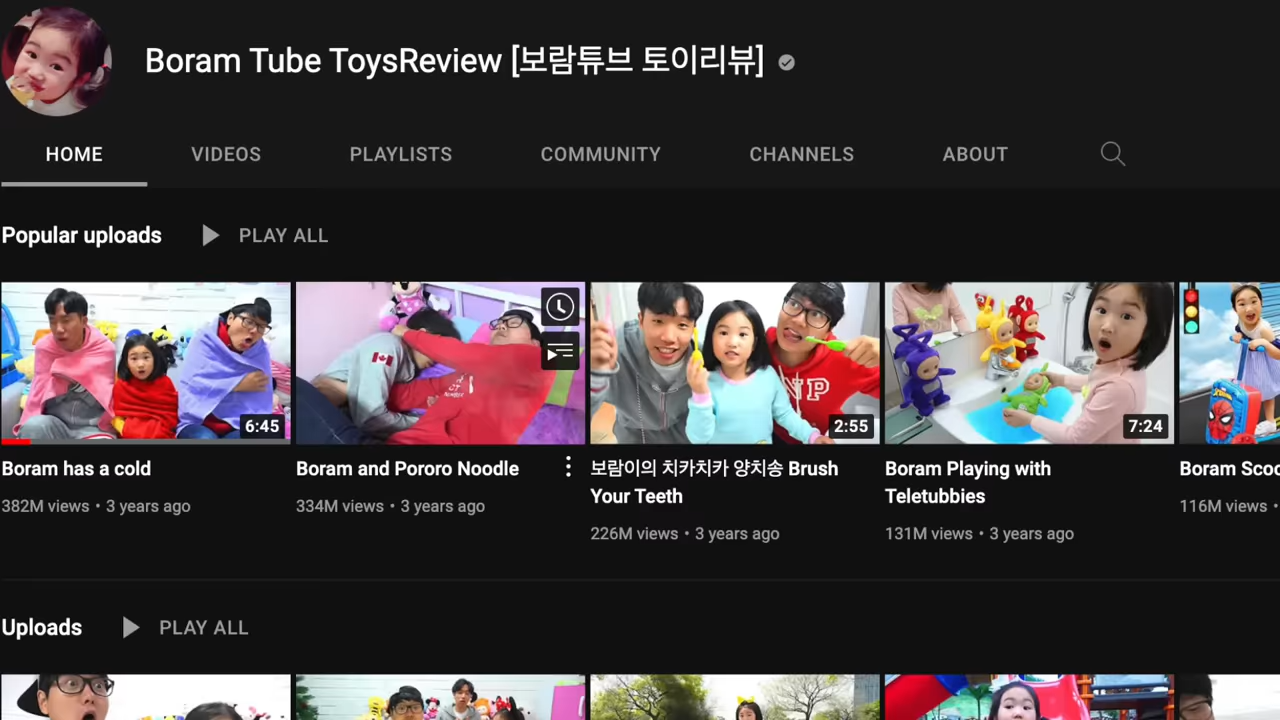 Boram Tube ToysReview [보람튜브 토이리뷰]
HOME VIDEOS PLAYLISTS COMMUNITY CHANNELS ABOUT
Popular uploads PLAY ALL
6:45
2:55
7:24
NP
Boram has a cold
382M views • 3 years ago
Boram and Pororo Noodle
334M views • 3 years ago
보람이의 치카치카 양치송 Brush
Your Teeth
226M views • 3 years ago
Boram Playing with
Teletubbies
131M views • 3 years ago
Boram
116M views •
Uploads PLAY ALL